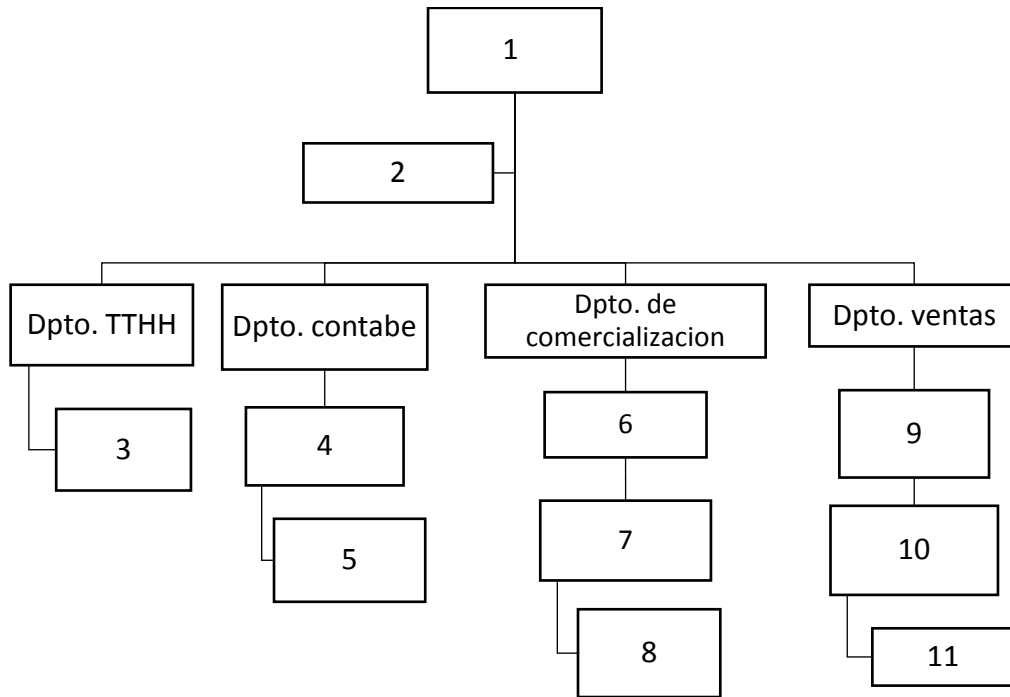 1
2
Dpto. TTHH
Dpto. contabe
Dpto. de
comercializacion
Dpto. ventas
3
4
6
9
5
7
10
8
11